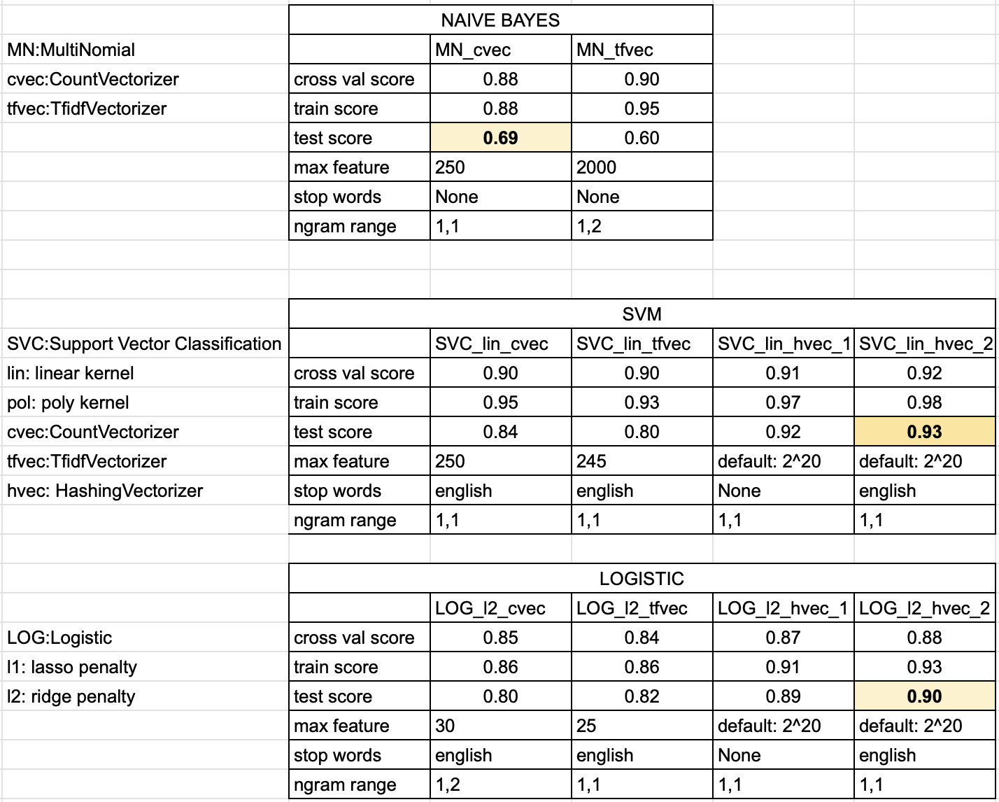 NAIVE BAYES
MN:MultiNomial MN_cvec MN_tfvec
cvec:CountVectorizer cross val score 0.88 0.90
tfvec:TfidfVectorizer train score 0.88 0.95
test score 0.69 0.60
max feature 250 2000
stop words None None
ngram range 1,1 1,2
SVM
SVC:Support Vector Classification SVC_lin_cvec SVC_lin_tfvec SVC_lin_hvec_1 SVC_lin_hvec_2
lin: linear kernel cross val score 0.90 0.90 0.91 0.92
pol: poly kernel train score 0.95 0.93 0.97 0.98
cvec:CountVectorizer test score 0.84 0.80 0.92 0.93
tfvec:TfidfVectorizer max feature 250 245 default: 2^20 default: 2^20
hvec: HashingVectorizer stop words english english None english
ngram range 1,1 1,1 1,1 1,1
LOGISTIC
LOG_l2_cvec LOG_l2_tfvec LOG_l2_hvec_1 LOG_l2_hvec_2
LOG:Logistic cross val score 0.85 0.84 0.87 0.88
l1: lasso penalty train score 0.86 0.86 0.91 0.93
l2: ridge penalty test score 0.80 0.82 0.89 0.90
max feature 30 25 default: 2^20 default: 2^20
stop words english english None english
ngram range 1,2 1,1 1,1 1,1